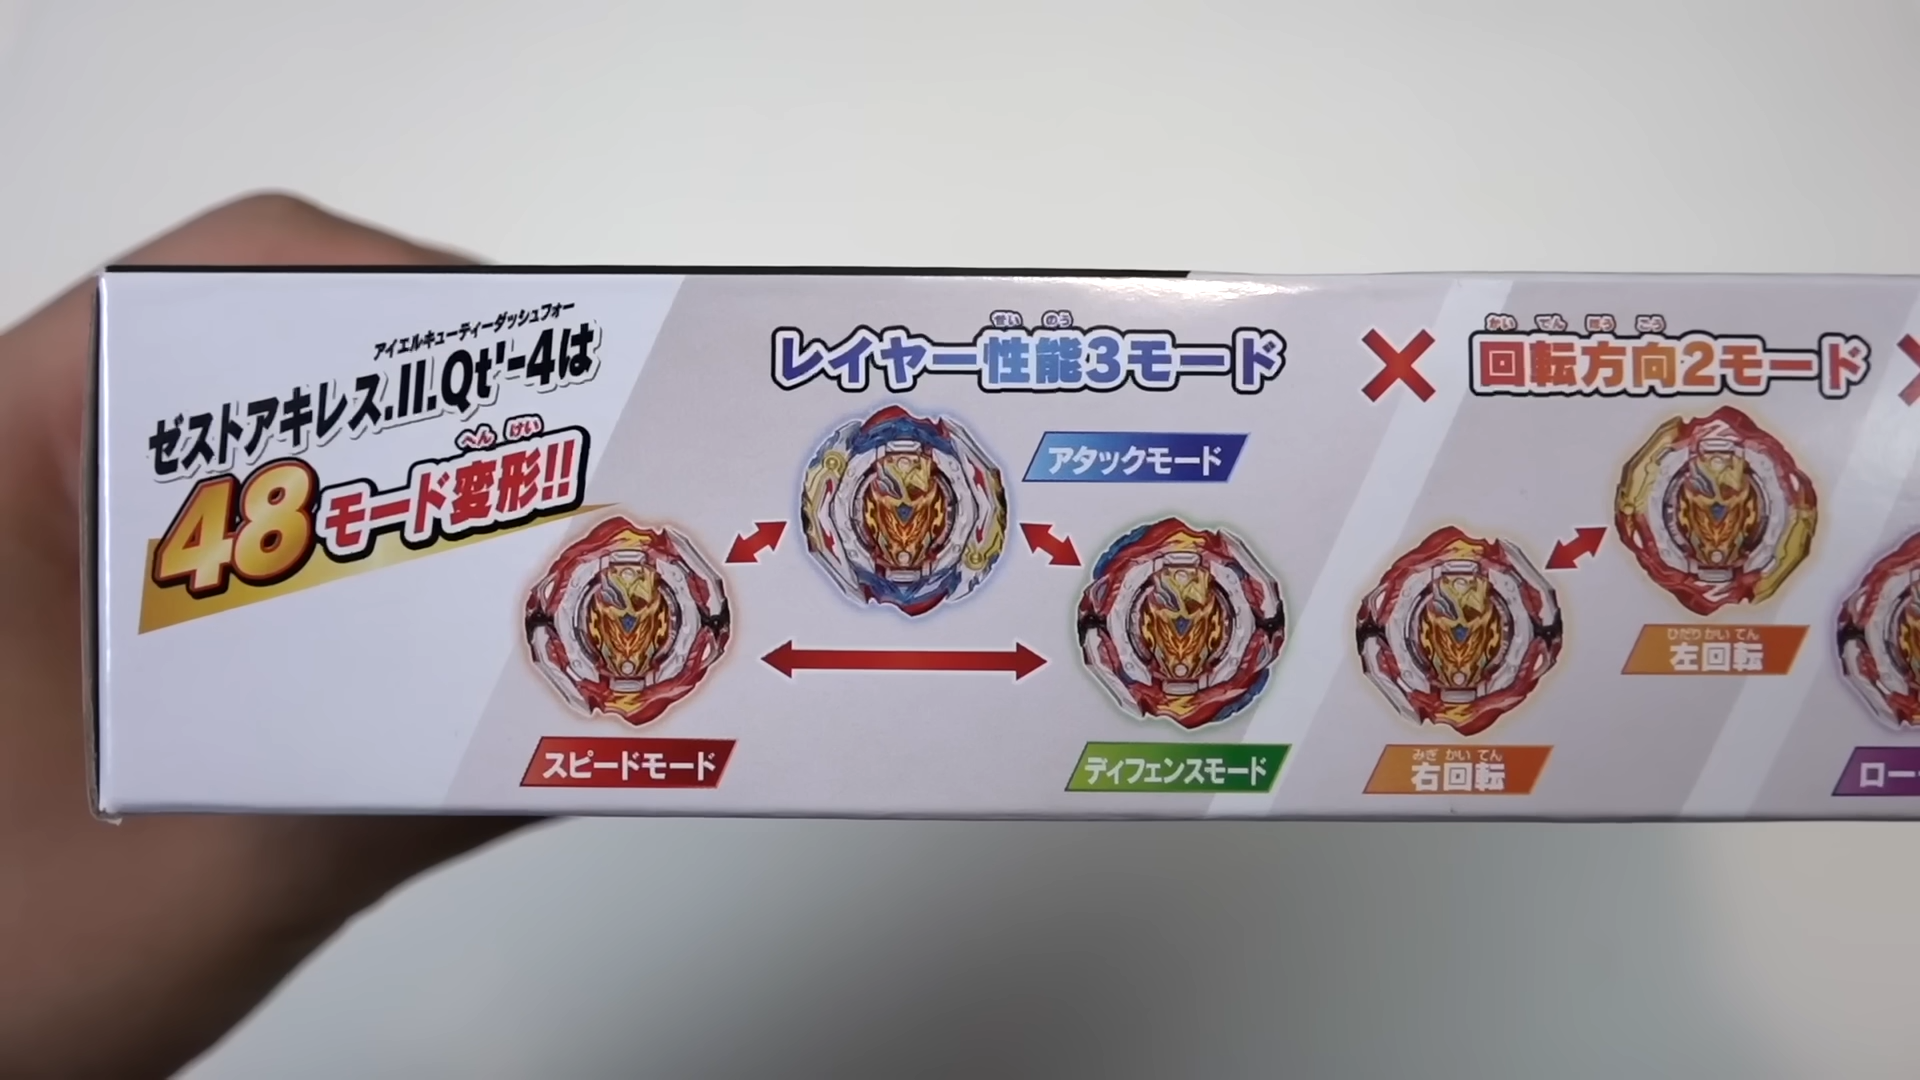 アイエルキューティーダッシュフォー
ゼストアキレス.Il.Qt'-4は
へん けい
48モード変形!!
せい のう
レイヤー性能3モード
アタックモード
スピードモード
ディフェンスモード
×
かい てん ほう こう
回転方向2モード
ひだり かい てん
左回転
みぎ かい てん
右回転
ロー